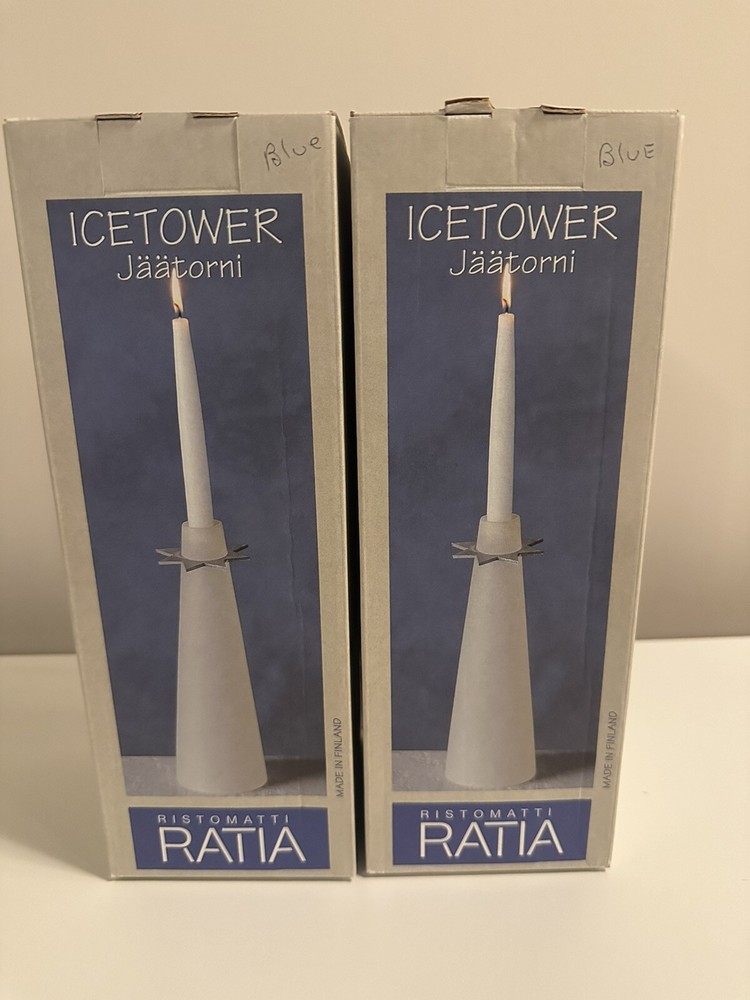 Blue
ICETOWER
Jäätorni
MADE IN FINLAND
RISTOMATTI
RATIA
BLUE
ICETOWER
Jäätorni
MADE IN FINLAND
RISTOMATTI
RATIA